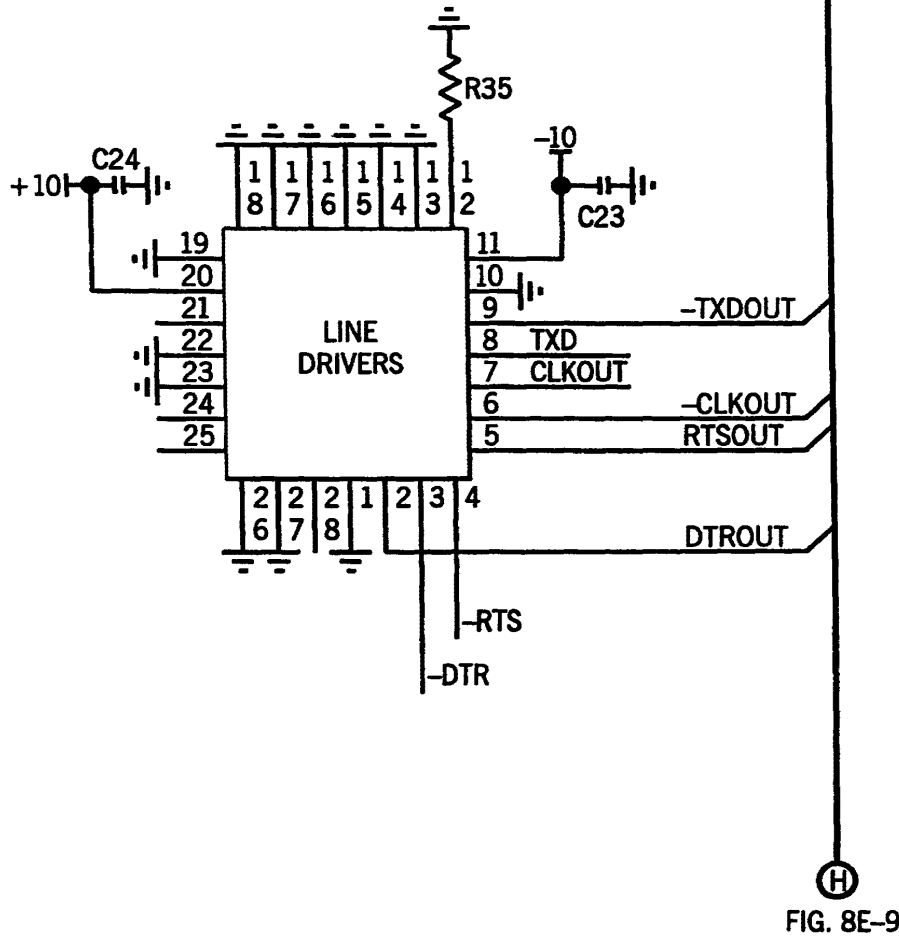 R35
-10
C24
+10
C23
1 1 1 1 1 1 1
8 7 6 5 4 3 2
19
20
21
22
23
24
25
LINE
DRIVERS
11
10
9 -TXDOUT
8 TXD
7 CLKOUT
6 -CLKOUT
5 RTSOUT
2 2 2 1 2 3 4
6 7 8
DTROUT
-RTS
-DTR
H
FIG. 8E-9